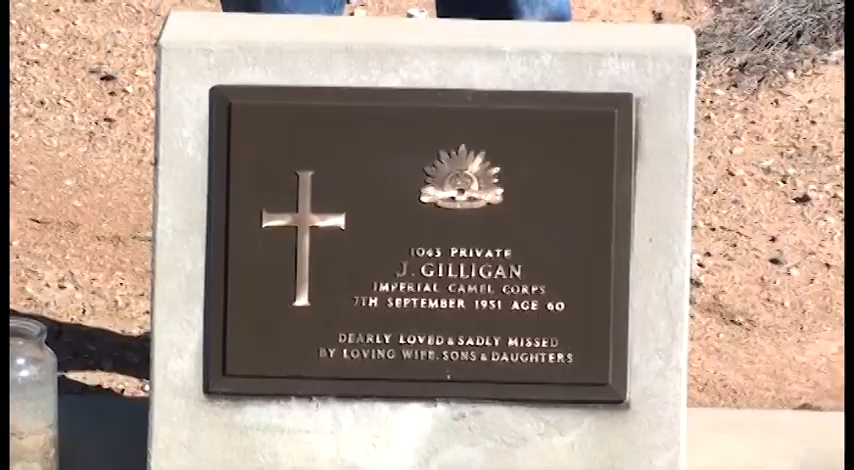 1043 PRIVATE
J. GILLIGAN
IMPERIAL CAMEL CORPS
7TH SEPTEMBER 1951 AGE 60
DEARLY LOVED & SADLY MISSED
BY LOVING WIFE, SONS & DAUGHTERS